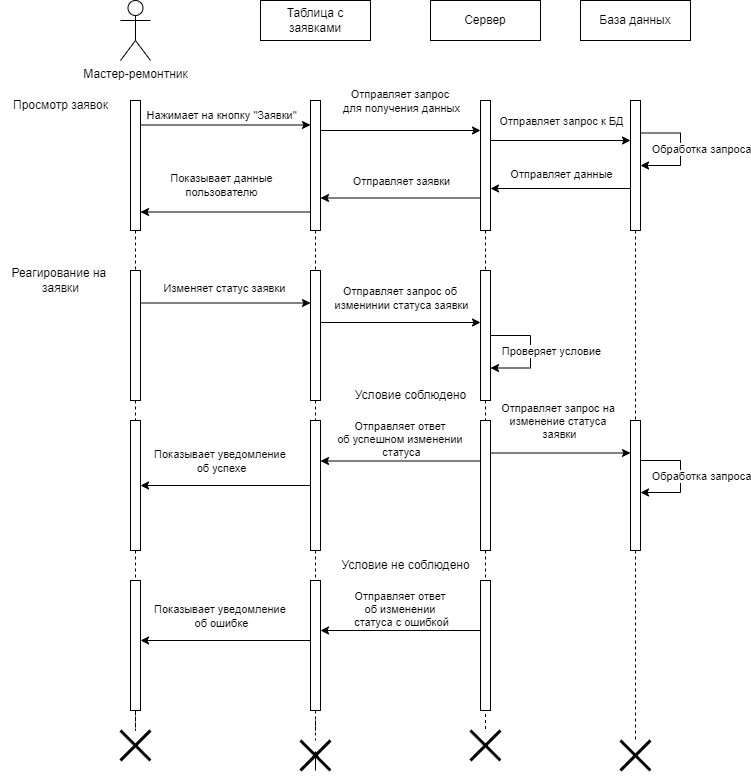 Таблица с
заявками
Сервер
База данных
Мастер-ремонтник
Просмотр заявок
Нажимает на кнопку "Заявки"
Отправляет запрос
для получения данных
Отправляет запрос к БД
Обработка запроса
Отправляет данные
Отправляет заявки
Показывает данные
пользователю
Реагирование на
заявки
Изменяет статус заявки
Отправляет запрос об
изменинии статуса заявки
Проверяет условие
Условие соблюдено
Отправляет запрос на
изменение статуса
заявки
Отправляет ответ
об успешном изменении
статуса
Показывает уведомление
об успехе
Обработка запроса
Условие не соблюдено
Отправляет ответ
об изменении
статуса с ошибкой
Показывает уведомление
об ошибке